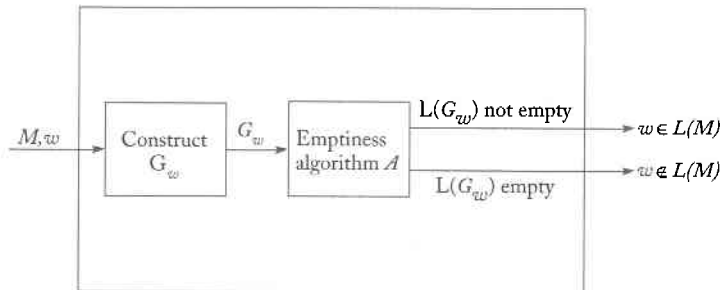 L(G_w) not empty
w ∈ L(M)
M,w
Construct
G_w
G_w
Emptiness
algorithm A
L(G_w) empty
w ∉ L(M)